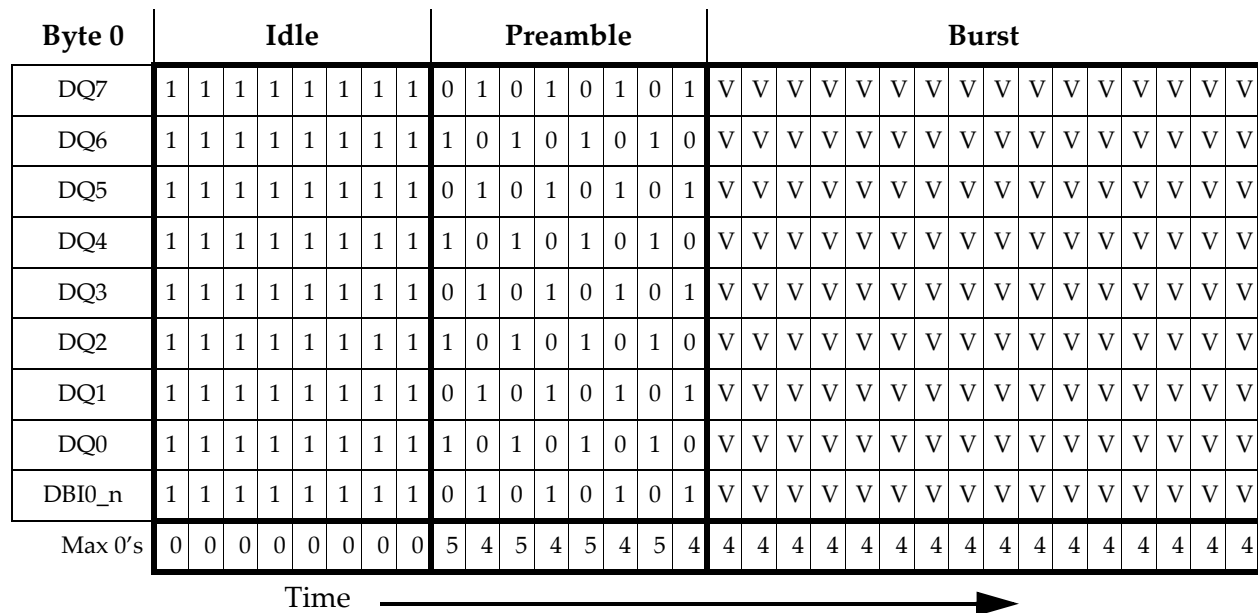 Byte 0 Idle Preamble Burst
DQ7 1 1 1 1 1 1 1 1 0 1 0 1 0 1 0 1 V V V V V V V V V V V V V V V V
DQ6 1 1 1 1 1 1 1 1 1 0 1 0 1 0 1 0 V V V V V V V V V V V V V V V V
DQ5 1 1 1 1 1 1 1 1 0 1 0 1 0 1 0 1 V V V V V V V V V V V V V V V V
DQ4 1 1 1 1 1 1 1 1 1 0 1 0 1 0 1 0 V V V V V V V V V V V V V V V V
DQ3 1 1 1 1 1 1 1 1 0 1 0 1 0 1 0 1 V V V V V V V V V V V V V V V V
DQ2 1 1 1 1 1 1 1 1 1 0 1 0 1 0 1 0 V V V V V V V V V V V V V V V V
DQ1 1 1 1 1 1 1 1 1 0 1 0 1 0 1 0 1 V V V V V V V V V V V V V V V V
DQ0 1 1 1 1 1 1 1 1 1 0 1 0 1 0 1 0 V V V V V V V V V V V V V V V V
DBI0_n 1 1 1 1 1 1 1 1 0 1 0 1 0 1 0 1 V V V V V V V V V V V V V V V V
Max 0's 0 0 0 0 0 0 0 0 5 4 5 4 5 4 5 4 4 4 4 4 4 4 4 4 4 4 4 4 4 4 4 4
Time